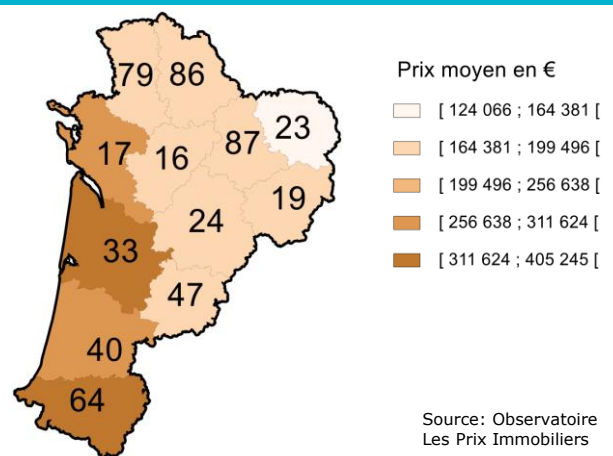 79 86
23
17 16 87
19
24
33
47
40
64
Prix moyen en €
[ 124 066 ; 164 381 [
[ 164 381 ; 199 496 [
[ 199 496 ; 256 638 [
[ 256 638 ; 311 624 [
[ 311 624 ; 405 245 [
Source: Observatoire
Les Prix Immobiliers